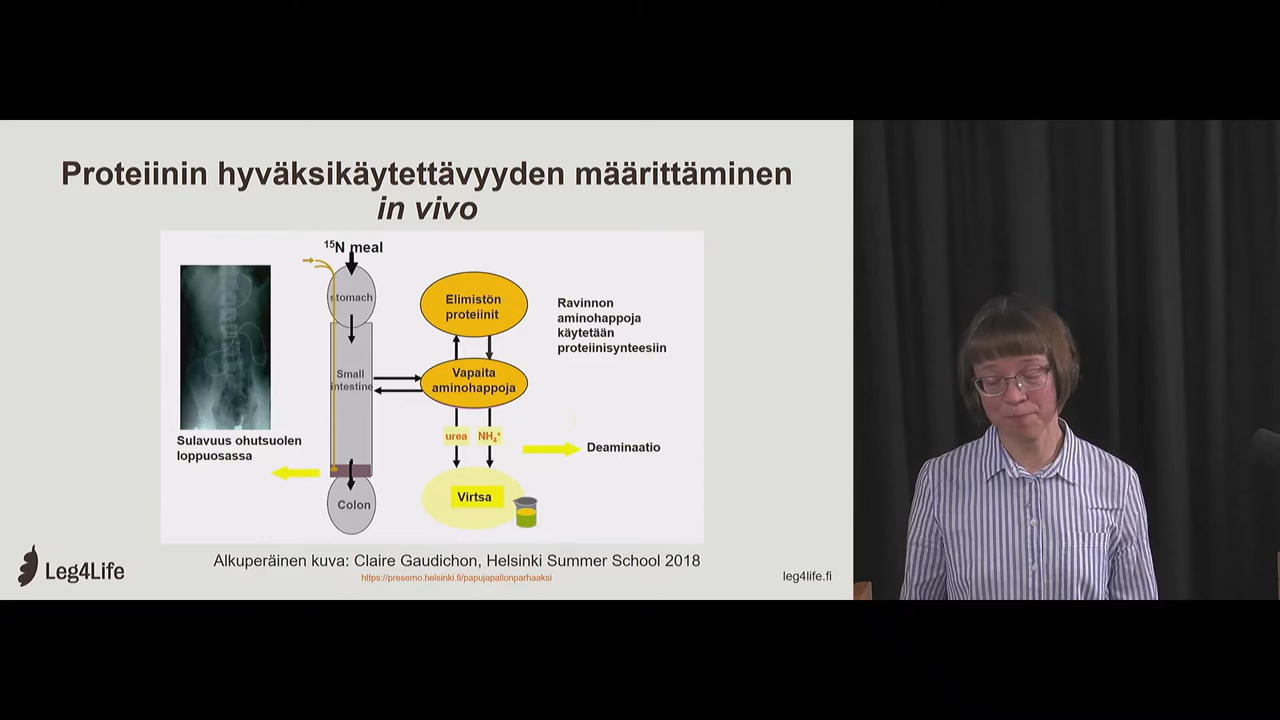 Proteiinin hyväksikäytettävyyden määrittäminen
in vivo
15N meal
stomach
Small
intestine
Colon
Elimistön
proteiinit
Vapaita
aminohappoja
urea
NH4+
Virtsa
Ravinnon
aminohappoja
käytetään
proteiinisynteesiin
Deaminaatio
Sulavuus ohutsuolen
loppuosassa
Alkuperäinen kuva: Claire Gaudichon, Helsinki Summer School 2018
https://presemo.helsinki.fi/papujapallonparhaaksi
Leg4Life
leg4life.fi